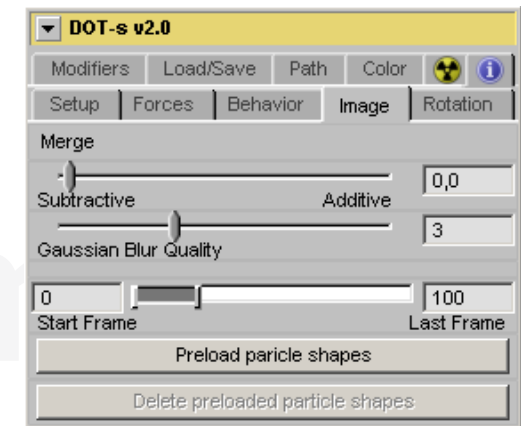 DOT-s v2.0
Modifiers Load/Save Path Color
Setup Forces Behavior Image Rotation
Merge
0,0
Subtractive Additive
3
Gaussian Blur Quality
0 100
Start Frame Last Frame
Preload paricle shapes
Delete preloaded particle shapes